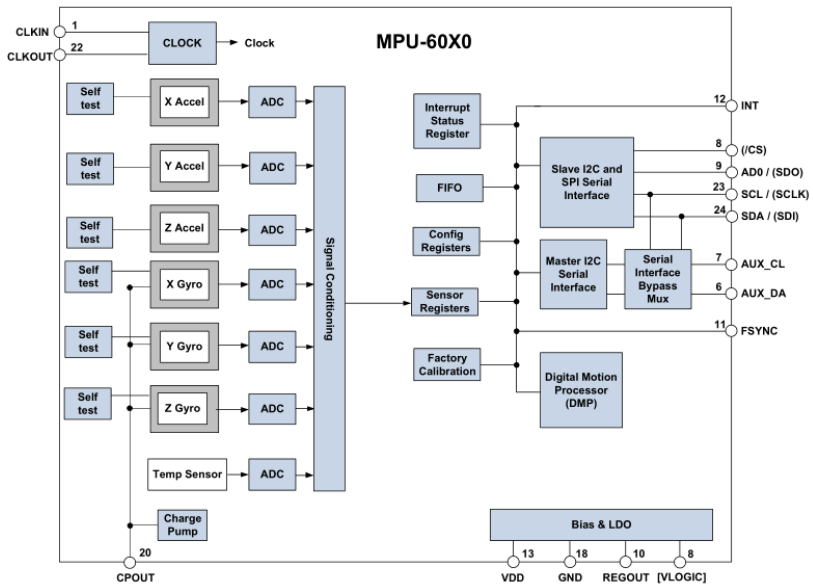 MPU-60X0
CLKIN
1
22
CLKOUT
CLOCK
Clock
Self
test
X Accel
ADC
Self
test
Y Accel
ADC
Self
test
Z Accel
ADC
Self
test
X Gyro
ADC
Self
test
Y Gyro
ADC
Self
test
Z Gyro
ADC
Temp Sensor
ADC
Charge
Pump
20
CPOUT
Signal Conditioning
Interrupt
Status
Register
FIFO
Config
Registers
Sensor
Registers
Factory
Calibration
Slave I2C and
SPI Serial
Interface
Master I2C
Serial
Interface
Serial
Interface
Bypass
Mux
Digital Motion
Processor
(DMP)
12
INT
8
(/CS)
9
AD0 / (SDO)
23
SCL / (SCLK)
24
SDA / (SDI)
7
AUX_CL
6
AUX_DA
11
FSYNC
Bias & LDO
13
18
10
8
VDD
GND
REGOUT
[VLOGIC]